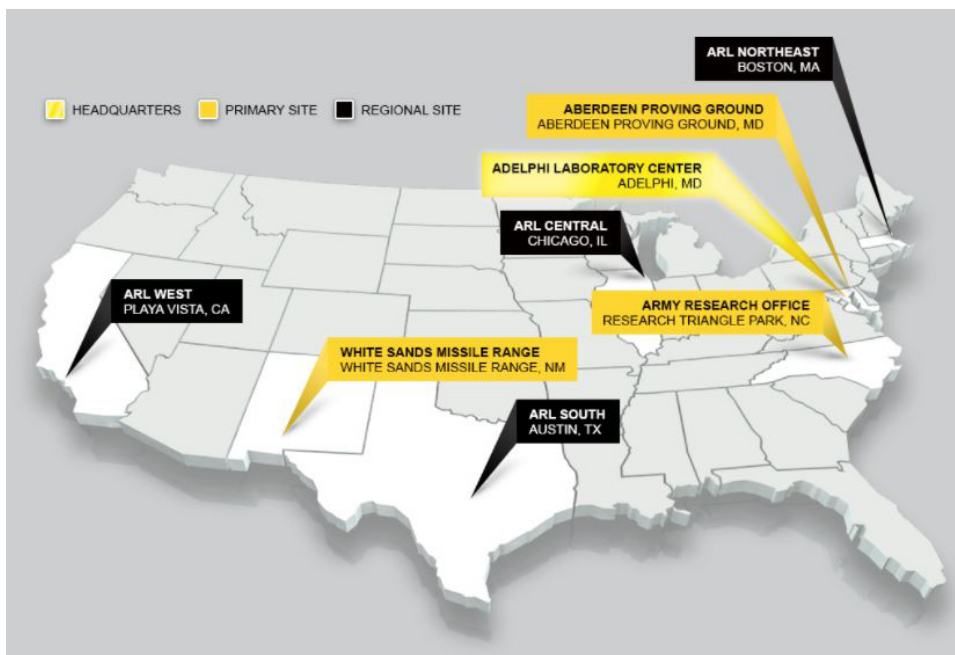 HEADQUARTERS
PRIMARY SITE
REGIONAL SITE
ARL NORTHEAST
BOSTON, MA
ABERDEEN PROVING GROUND
ABERDEEN PROVING GROUND, MD
ADELPHI LABORATORY CENTER
ADELPHI, MD
ARL CENTRAL
CHICAGO, IL
ARL WEST
PLAYA VISTA, CA
ARMY RESEARCH OFFICE
RESEARCH TRIANGLE PARK, NC
WHITE SANDS MISSILE RANGE
WHITE SANDS MISSILE RANGE, NM
ARL SOUTH
AUSTIN, TX